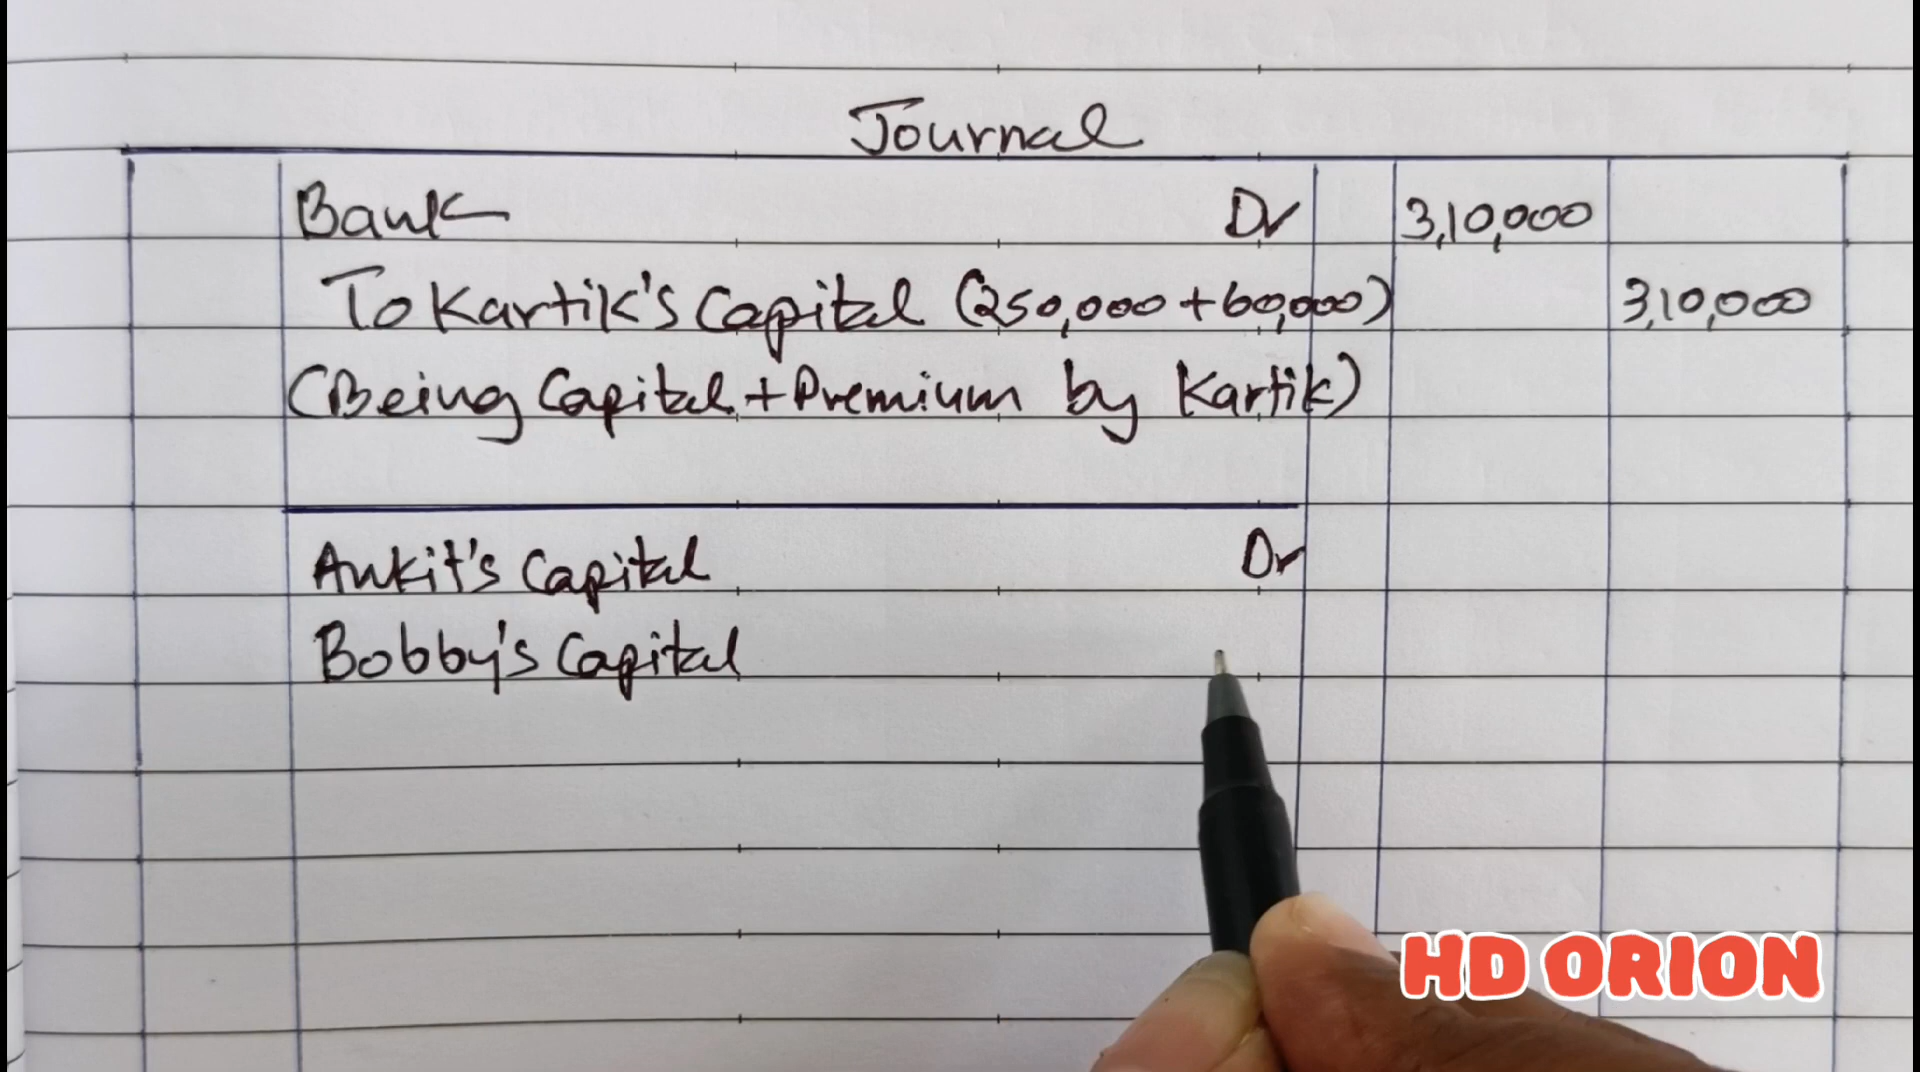 Journal
Bank Dr 3,10,000
To Kartik's Capital (250,000+60,000) 3,10,000
(Being Capital+Premium by Kartik)
Ankit's Capital Dr
Bobby's Capital
HD ORION